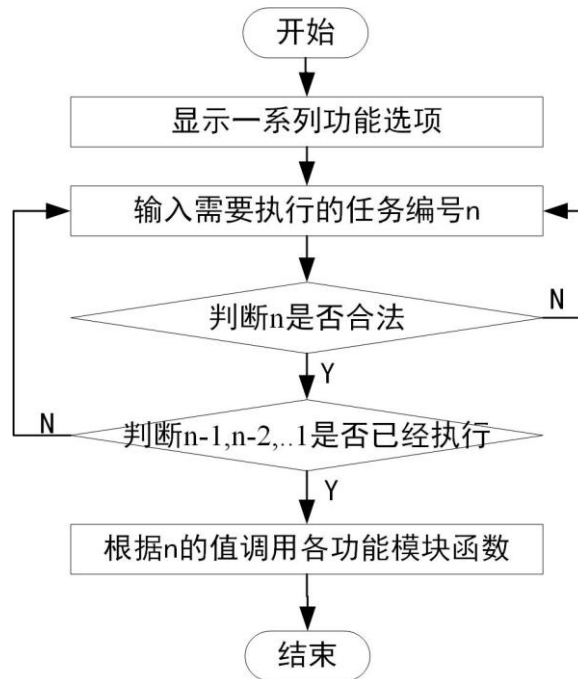 开始
显示一系列功能选项
输入需要执行的任务编号n
判断n是否合法
N
Y
判断n-1,n-2,..1是否已经执行
N
Y
根据n的值调用各功能模块函数
结束